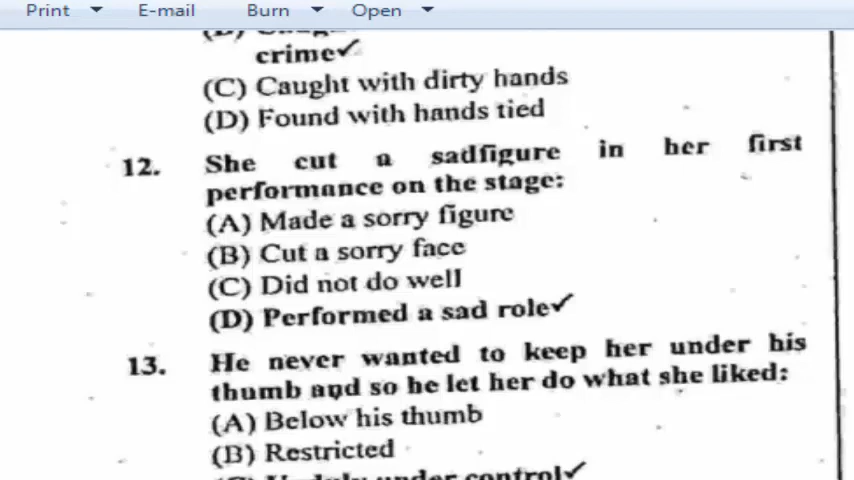 Print E-mail Burn Open
crime✓
(C) Caught with dirty hands
(D) Found with hands tied
12. She cut a sadfigure in her first
performance on the stage:
(A) Made a sorry figure
(B) Cut a sorry face
(C) Did not do well
(D) Performed a sad role✓
13. He never wanted to keep her under his
thumb and so he let her do what she liked:
(A) Below his thumb
(B) Restricted
under control✓